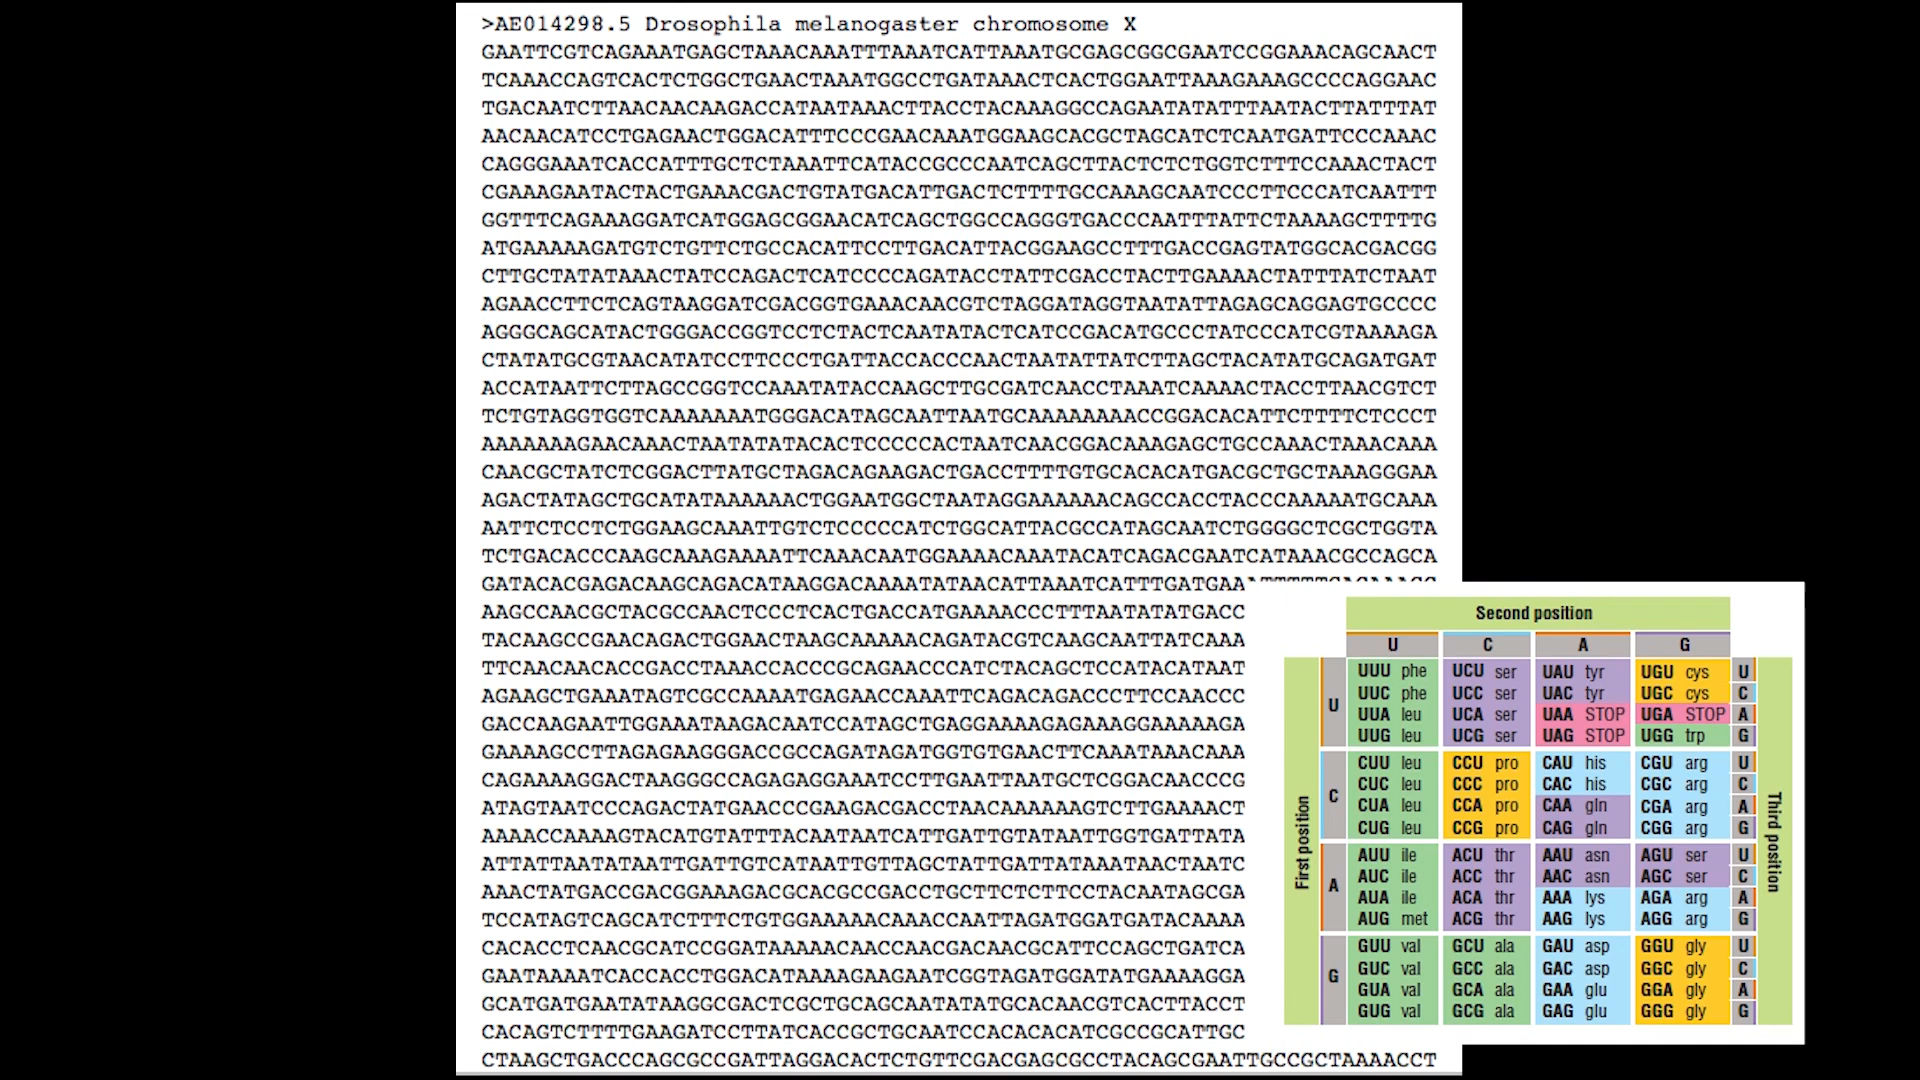 >AE014298.5 Drosophila melanogaster chromosome X
GAATTCGTCAGAAATGAGCTAAACAAATTTAAATCATTAAATGCGAGCGGCGAATCCGGAAACAGCAACT
TCAAACCAGTCACTCTGGCTGAACTAAATGGCCTGATAAACTCACTGGAATTAAAGAAAGCCCCAGGAAC
TGACAATCTTAACAACAAGACCATAATAAACTTACCTACAAAGGCCAGAATATATTTAATACTTATTTAT
AACAACATCCTGAGAACTGGACATTTCCCGAACAAATGGAAGCACGCTAGCATCTCAATGATTCCCAAAC
CAGGGAAATCACCATTTGCTCTAAATTCATACCGCCCAATCAGCTTACTCTCTGGTCTTTCCAAACTACT
CGAAAGAATACTACTGAAACGACTGTATGACATTGACTCTTTTGCCAAAGCAATCCCTTCCCATCAATTT
GGTTTCAGAAAGGATCATGGAGCGGAACATCAGCTGGCCAGGGTGACCCAATTTATTCTAAAAGCTTTTG
ATGAAAAAGATGTCTGTTCTGCCACATTCCTTGACATTACGGAAGCCTTTGACCGAGTATGGCACGACGG
CTTGCTATATAAACTATCCAGACTCATCCCCAGATACCTATTCGACCTACTTGAAAACTATTTATCTAAT
AGAACCTTCTCAGTAAGGATCGACGGTGAAACAACGTCTAGGATAGGTAATATTAGAGCAGGAGTGCCCC
AGGGCAGCATACTGGGACCGGTCCTCTACTCAATATACTCATCCGACATGCCCTATCCCATCGTAAAAGA
CTATATGCGTAACATATCCTTCCCTGATTACCACCCAACTAATATTATCTTAGCTACATATGCAGATGAT
ACCATAATTCTTAGCCGGTCCAAATATACCAAGCTTGCGATCAACCTAAATCAAAACTACCTTAACGTCT
TCTGTAGGTGGTCAAAAAAATGGGACATAGCAATTAATGCAAAAAAAACCGGACACATTCTTTTCTCCCT
AAAAAAAGAACAAACTAATATATACACTCCCCCACTAATCAACGGACAAAGAGCTGCCAAACTAAACAAA
CAACGCTATCTCGGACTTATGCTAGACAGAAGACTGACCTTTTGTGCACACATGACGCTGCTAAAGGGAA
AGACTATAGCTGCATATAAAAAACTGGAATGGCTAATAGGAAAAAACAGCCACCTACCCAAAAATGCAAA
AATTCTCCTCTGGAAGCAAATTGTCTCCCCCATCTGGCATTACGCCATAGCAATCTGGGGCTCGCTGGTA
TCTGACACCCAAGCAAAGAAAATTCAAACAATGGAAAACAAATACATCAGACGAATCATAAACGCCAGCA
GATACACGAGACAAGCAGACATAAGGACAAAATATAACATTAAATCATTTGATGAA
AAGCCAACGCTACGCCAACTCCCTCACTGACCATGAAAACCCTTTAATATATGACC
TACAAGCCGAACAGACTGGAACTAAGCAAAAACAGATACGTCAAGCAATTATCAAA
TTCAACAACACCGACCTAAACCACCCGCAGAACCCATCTACAGCTCCATACATAAT
AGAAGCTGAAATAGTCGCCAAAATGAGAACCAAATTCAGACAGACCCTTCCAACCC
GACCAAGAATTGGAAATAAGACAATCCATAGCTGAGGAAAAGAGAAAGGAAAAAGA
GAAAAGCCTTAGAGAAGGGACCGCCAGATAGATGGTGTGAACTTCAAATAAACAAA
CAGAAAAGGACTAAGGGCCAGAGAGGAAATCCTTGAATTAATGCTCGGACAACCCG
ATAGTAATCCCAGACTATGAACCCGAAGACGACCTAACAAAAAAGTCTTGAAAACT
AAAACCAAAAGTACATGTATTTACAATAATCATTGATTGTATAATTGGTGATTATA
ATTATTAATATAATTGATTGTCATAATTGTTAGCTATTGATTATAAATAACTAATC
AAACTATGACCGACGGAAAGACGCACGCCGACCTGCTTCTCTTCCTACAATAGCGA
TCCATAGTCAGCATCTTTCTGTGGAAAAACAAACCAATTAGATGGATGATACAAAA
CACACCTCAACGCATCCGGATAAAAACAACCAACGACAACGCATTCCAGCTGATCA
GAATAAAATCACCACCTGGACATAAAAGAAGAATCGGTAGATGGATATGAAAAGGA
GCATGATGAATATAAGGCGACTCGCTGCAGCAATATATGCACAACGTCACTTACCT
CACAGTCTTTTGAAGATCCTTATCACCGCTGCAATCCACACACATCGCCGCATTGC
CTAAGCTGACCCAGCGCCGATTAGGACACTCTGTTCGACGAGCGCCTACAGCGAATTGCCGCTAAAACCT
Second position
U C A G
First position
Third position
U
UUU phe UCU ser UAU tyr UGU cys U
UUC phe UCC ser UAC tyr UGC cys C
UUA leu UCA ser UAA STOP UGA STOP A
UUG leu UCG ser UAG STOP UGG trp G
C
CUU leu CCU pro CAU his CGU arg U
CUC leu CCC pro CAC his CGC arg C
CUA leu CCA pro CAA gln CGA arg A
CUG leu CCG pro CAG gln CGG arg G
A
AUU ile ACU thr AAU asn AGU ser U
AUC ile ACC thr AAC asn AGC ser C
AUA ile ACA thr AAA lys AGA arg A
AUG met ACG thr AAG lys AGG arg G
G
GUU val GCU ala GAU asp GGU gly U
GUC val GCC ala GAC asp GGC gly C
GUA val GCA ala GAA glu GGA gly A
GUG val GCG ala GAG glu GGG gly G